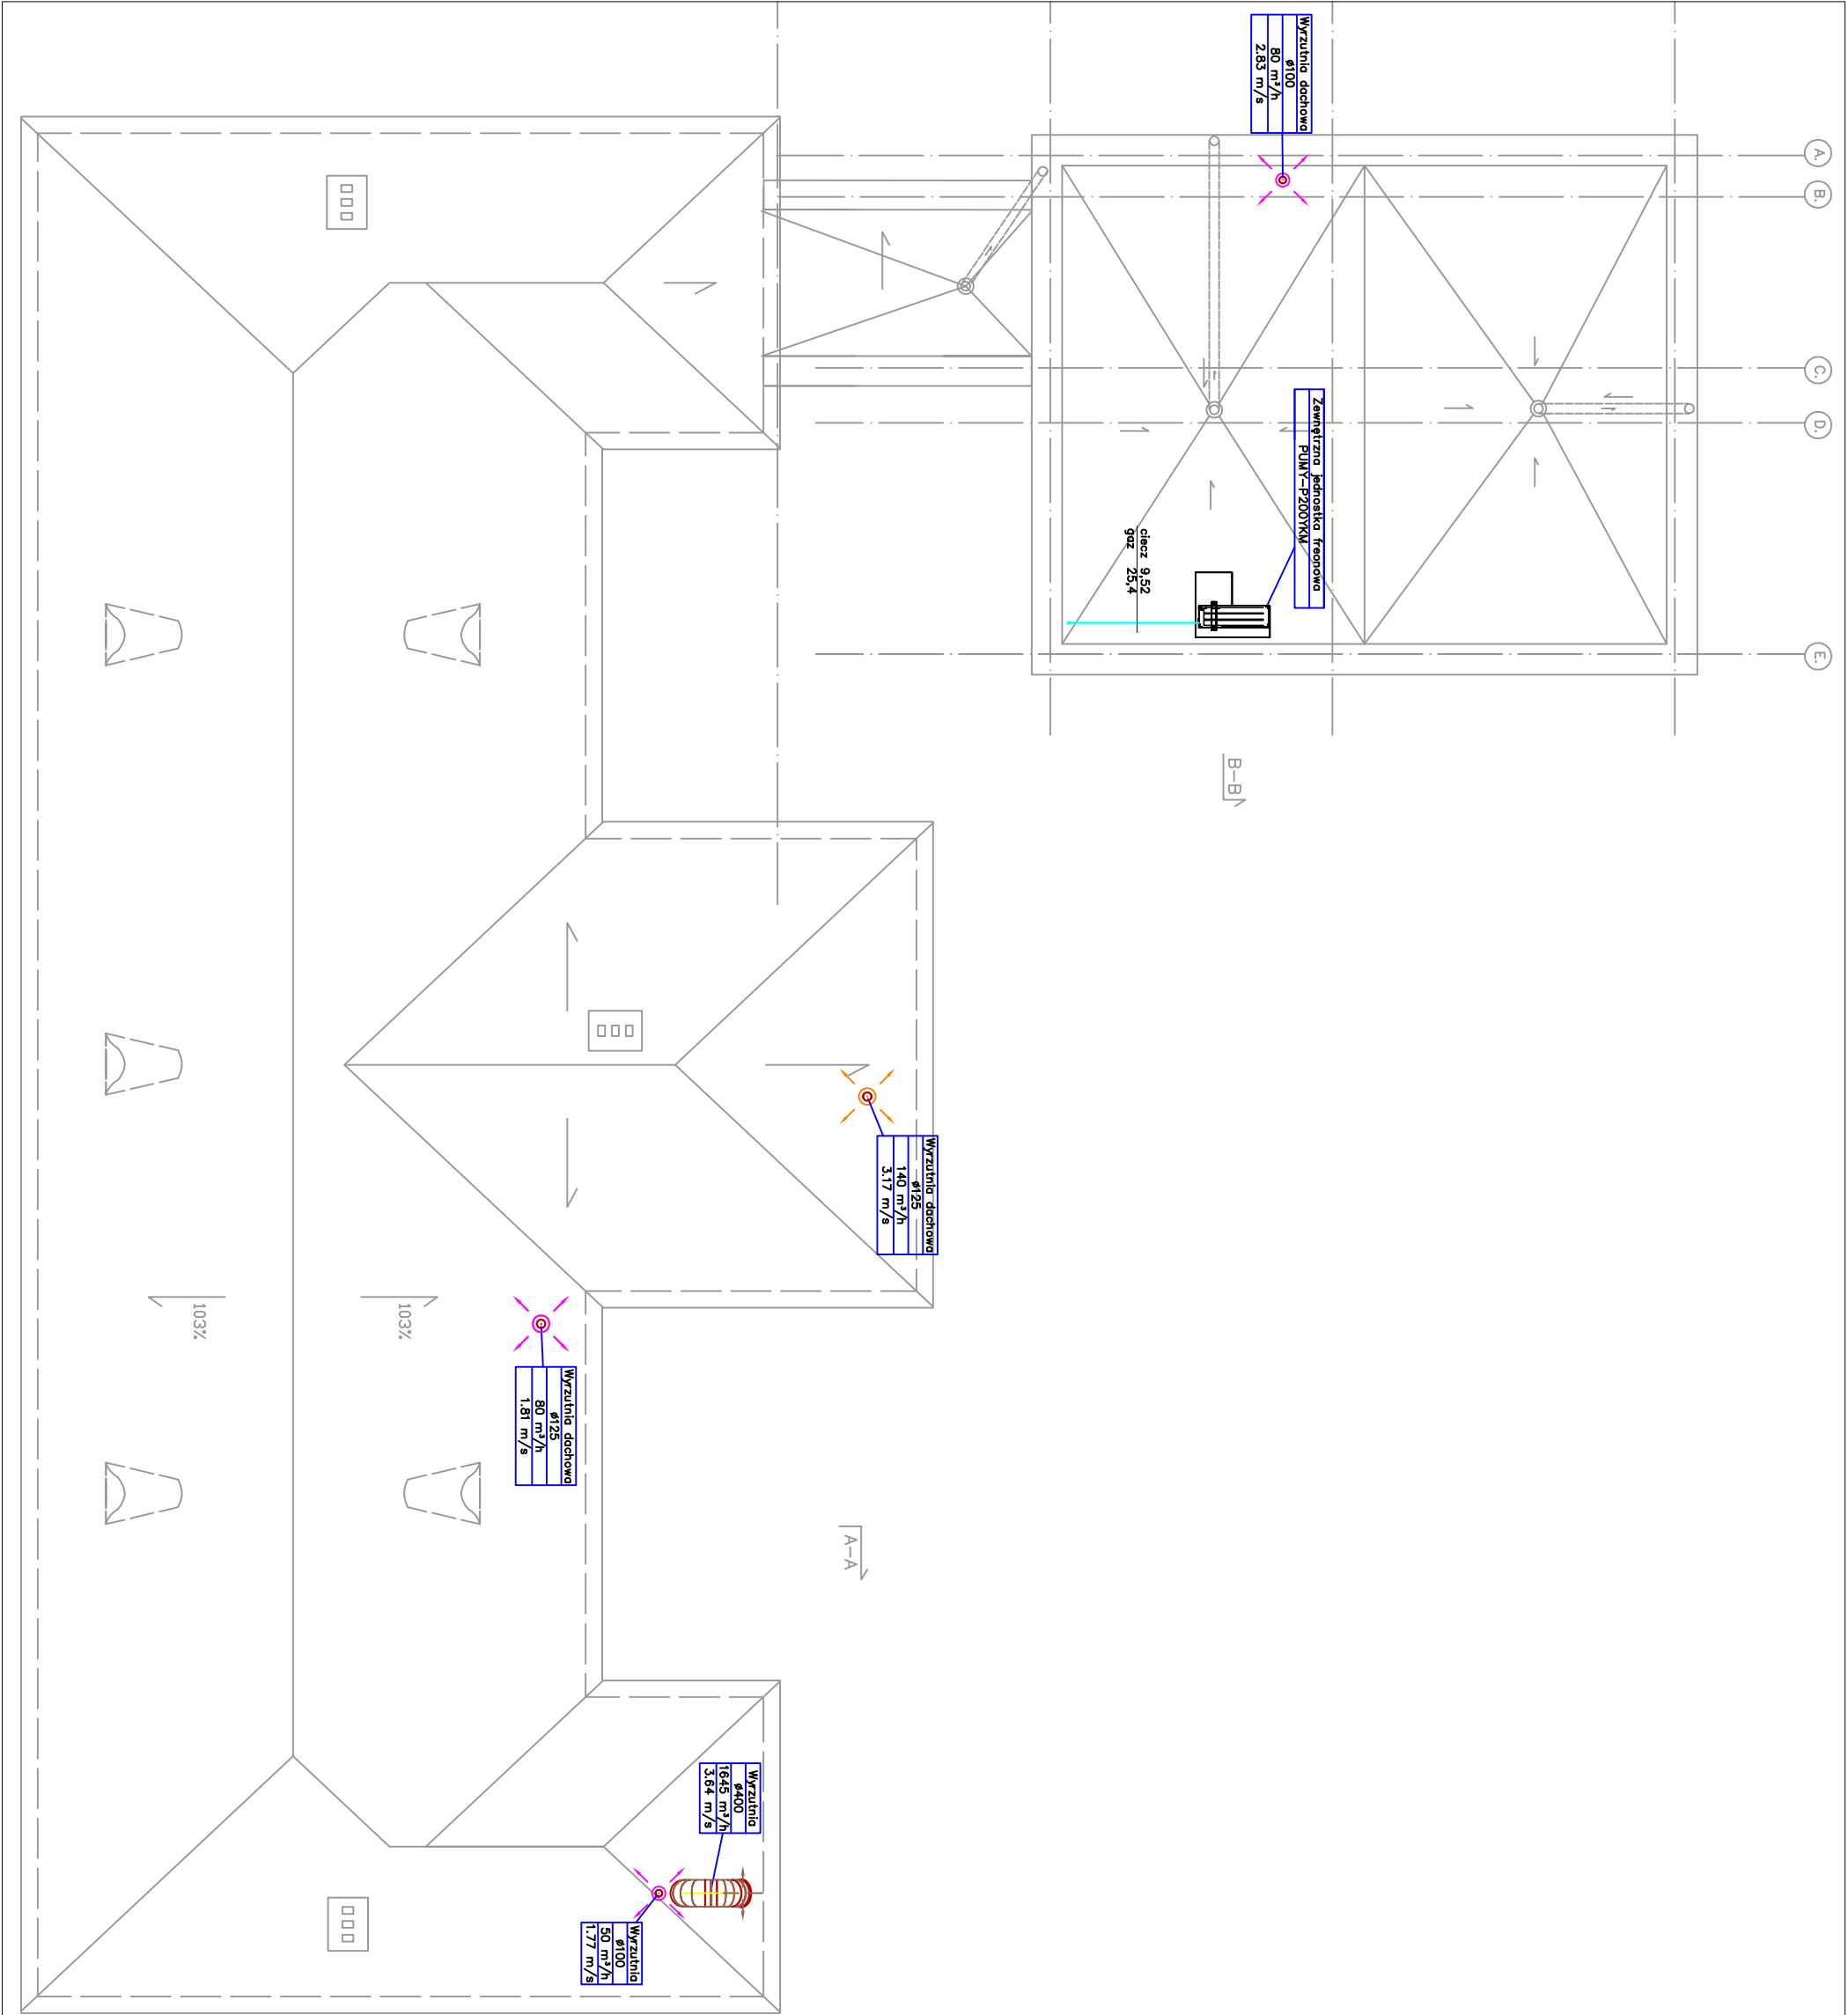 Wyrzutnia dachowa
ø100
80 m³/h
2.83 m/s
A.
B.
C.
D.
E.
Zewnętrzna jednostka freonowa
PUMY-P200YKM
ciecz 9,52
gaz 25,4
B-B
Wyrzutnia dachowa
ø125
140 m³/h
3.17 m/s
103%
103%
Wyrzutnia dachowa
ø125
80 m³/h
1.81 m/s
A-A
Wyrzutnia
ø400
1645 m³/h
3.64 m/s
Wyrzutnia
ø100
50 m³/h
1.77 m/s